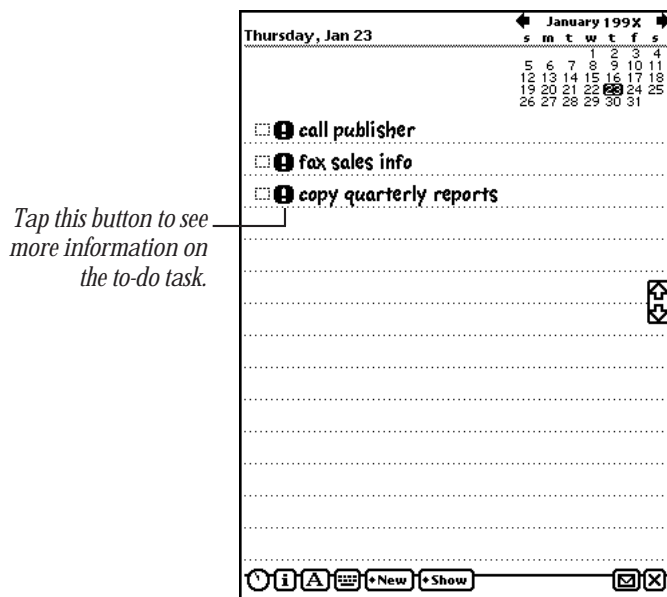 Thursday, Jan 23
January 199X
s m t w t f s
1 2 3 4
5 6 7 8 9 10 11
12 13 14 15 16 17 18
19 20 21 22 23 24 25
26 27 28 29 30 31
call publisher
fax sales info
copy quarterly reports
Tap this button to see
more information on
the to-do task.
i A New Show